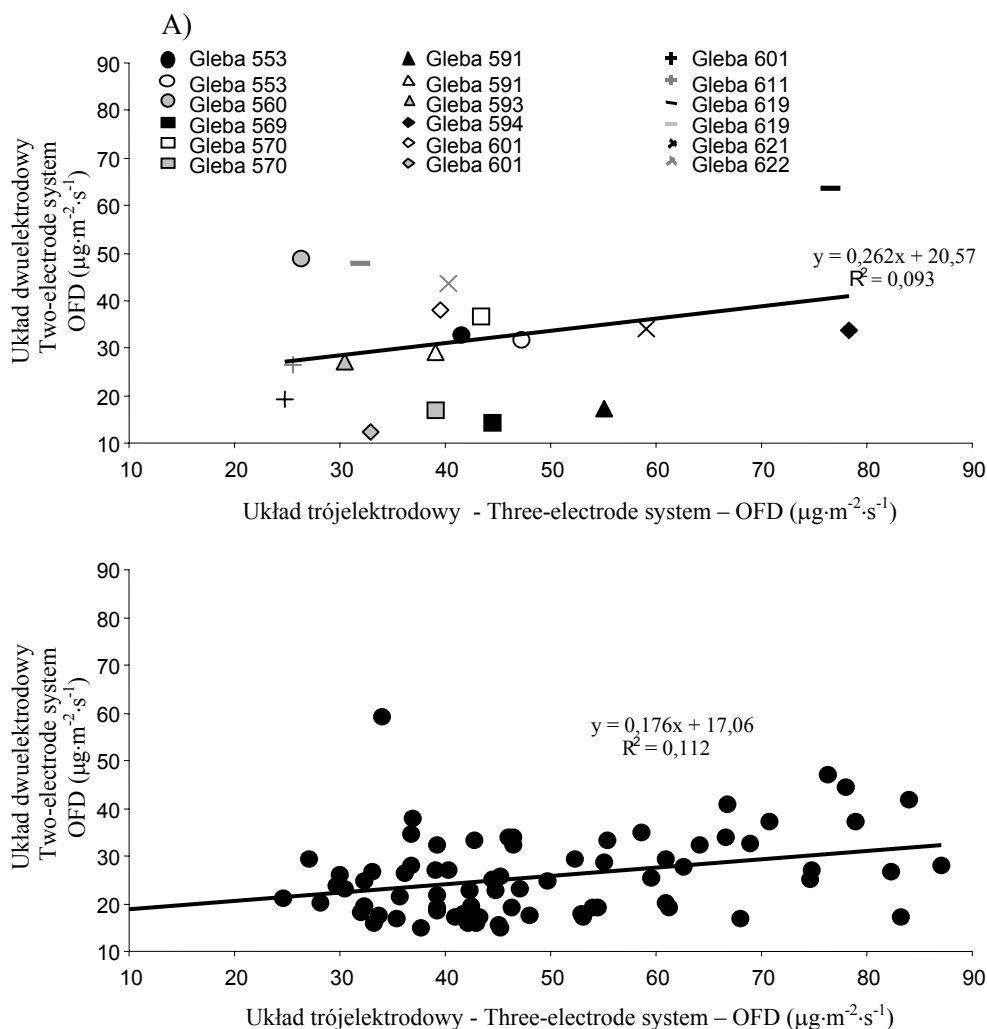 A)
Gleba 553
Gleba 553
Gleba 560
Gleba 569
Gleba 570
Gleba 570
Gleba 591
Gleba 591
Gleba 593
Gleba 594
Gleba 601
Gleba 601
Gleba 601
Gleba 611
Gleba 619
Gleba 619
Gleba 621
Gleba 622
90
80
70
60
50
40
30
20
10
Układ dwuelektrodowy
Two-electrode system
OFD (µg·m⁻²·s⁻¹)
y = 0,262x + 20,57
R² = 0,093
10 20 30 40 50 60 70 80 90
Układ trójelektrodowy - Three-electrode system – OFD (µg·m⁻²·s⁻¹)
90
80
70
60
50
40
30
20
10
Układ dwuelektrodowy
Two-electrode system
OFD (µg·m⁻²·s⁻¹)
y = 0,176x + 17,06
R² = 0,112
10 20 30 40 50 60 70 80 90
Układ trójelektrodowy - Three-electrode system – OFD (µg·m⁻²·s⁻¹)